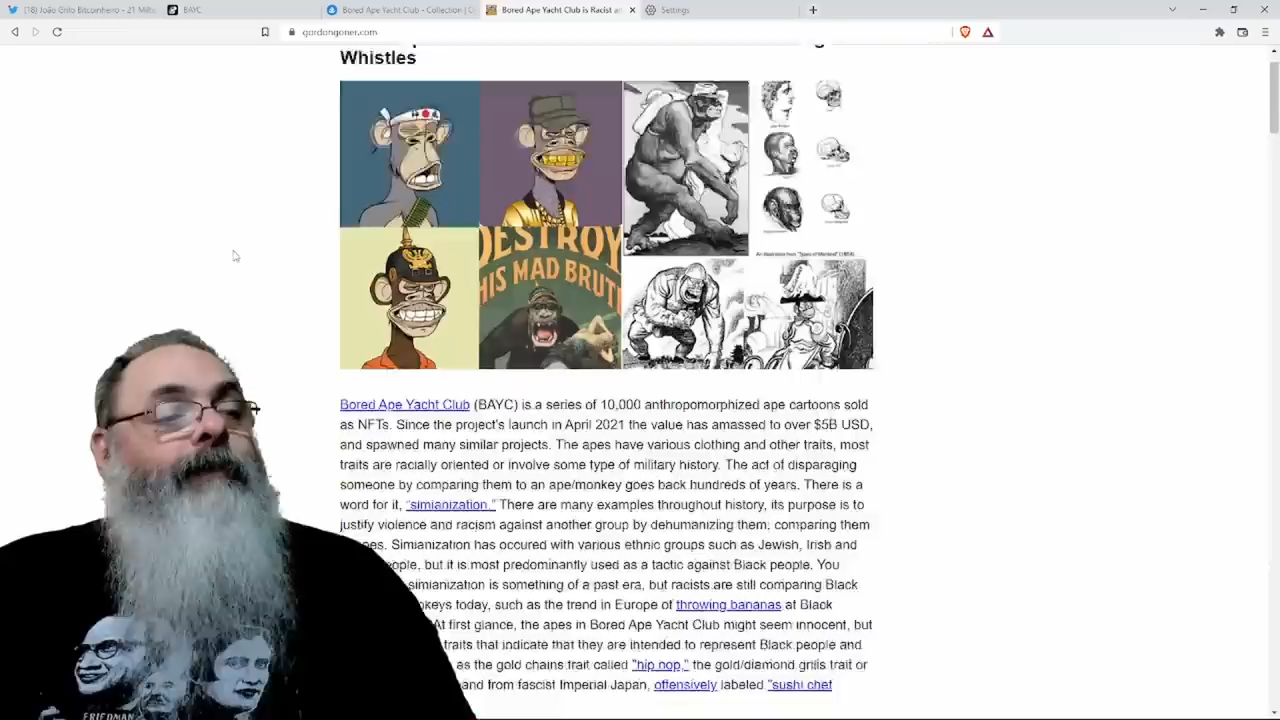 [18] João Grilo Bitcoinhero - 21 Milh
BAYC
Bored Ape Yacht Club - Collection | O
Bored Ape Yacht Club is Racist an
Settings
gordongoner.com
Whistles
DESTROY
HIS MAD BRUT
Bored Ape Yacht Club (BAYC) is a series of 10,000 anthropomorphized ape cartoons sold
as NFTs. Since the project's launch in April 2021 the value has amassed to over $5B USD,
and spawned many similar projects. The apes have various clothing and other traits, most
traits are racially oriented or involve some type of military history. The act of disparaging
someone by comparing them to an ape/monkey goes back hundreds of years. There is a
word for it, "simianization." There are many examples throughout history, its purpose is to
justify violence and racism against another group by dehumanizing them, comparing them
Simianization has occured with various ethnic groups such as Jewish, Irish and
but it is most predominantly used as a tactic against Black people. You
simianization is something of a past era, but racists are still comparing Black
today, such as the trend in Europe of throwing bananas at Black
At first glance, the apes in Bored Ape Yacht Club might seem innocent, but
traits that indicate that they are intended to represent Black people and
as the gold chains trait called "hip hop," the gold/diamond grills trait or
and from fascist Imperial Japan, offensively labeled "sushi chef
FRIEDMAN